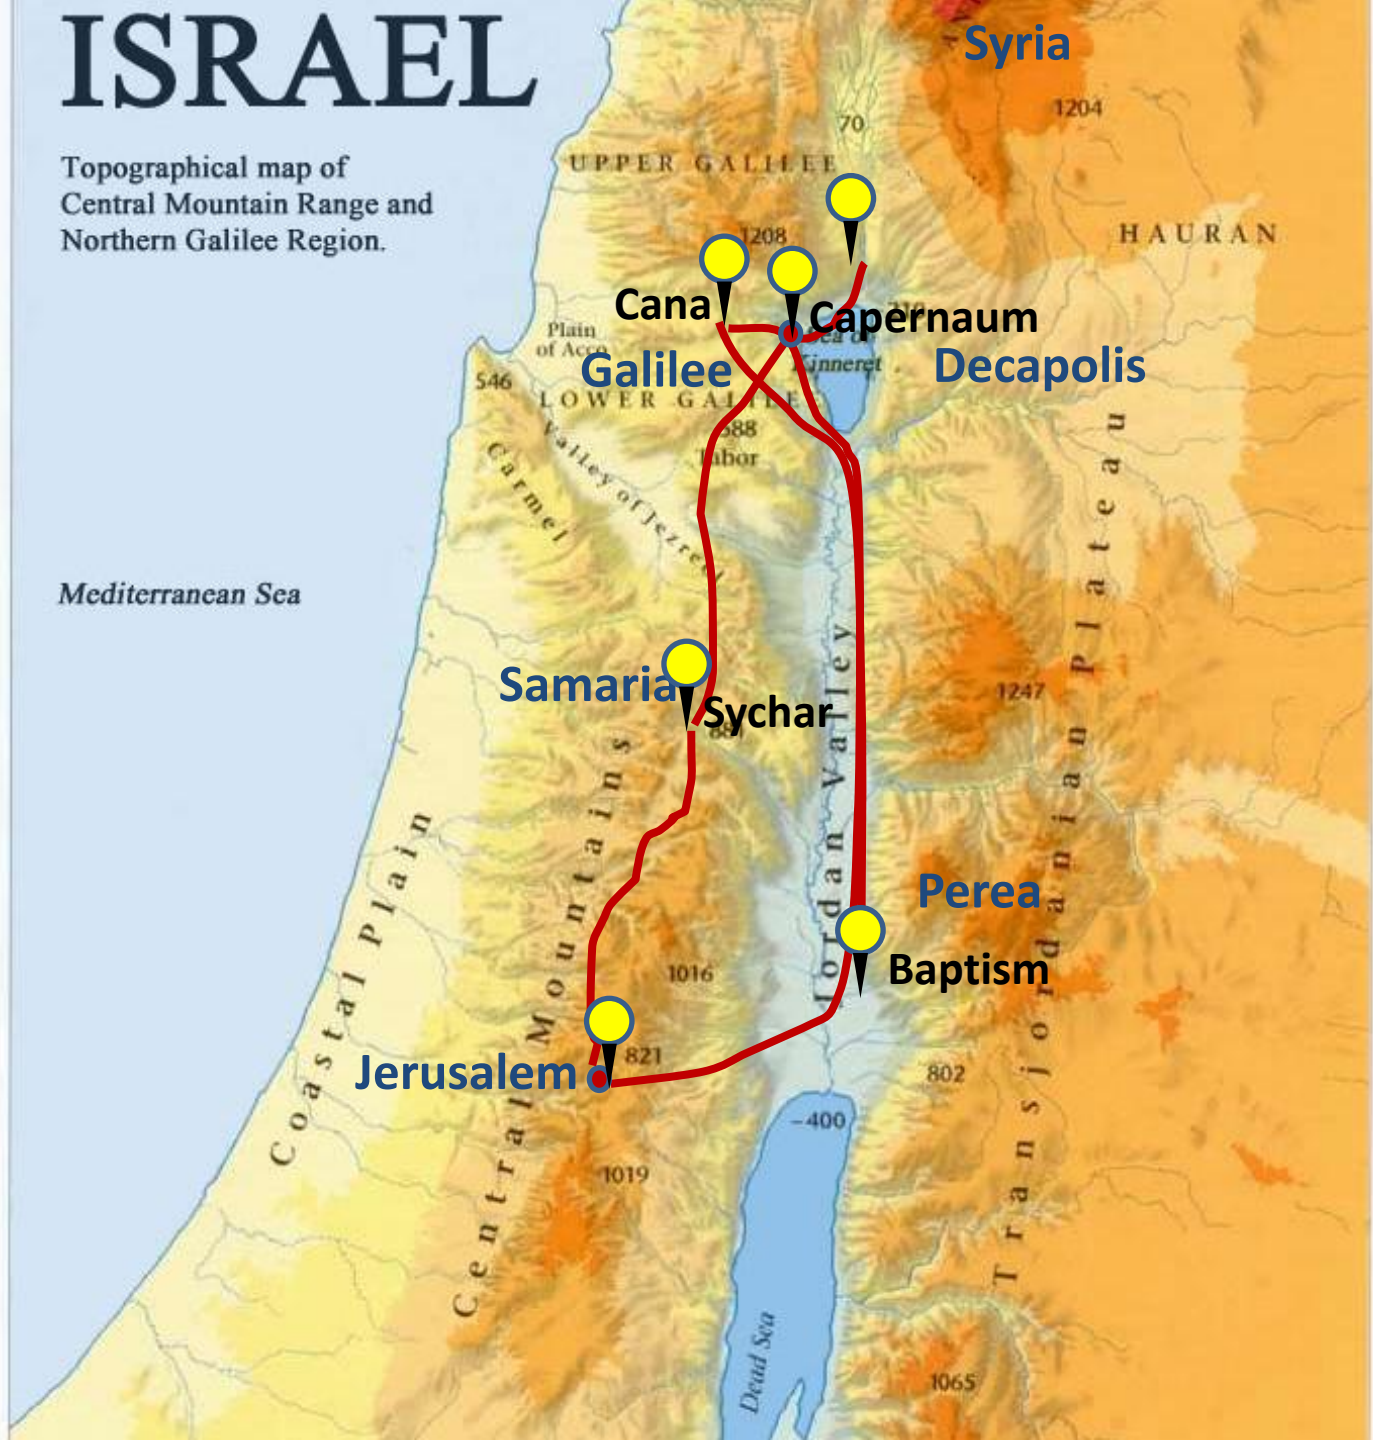 ISRAEL
Topographical map of
Central Mountain Range and
Northern Galilee Region.
Syria
1204
70
UPPER GALILEE
HAURAN
1208
Cana
Capernaum
Plain
of Acco
Sea of
Kinneret
Galilee
Decapolis
546
LOWER GALILEE
588
Tabor
Carmel
Valley of Jezreel
Mediterranean Sea
Samaria
Sychar
1247
Jordan Valley
Transjordanian Plateau
Coastal Plain
Central Mountains
Perea
Baptism
1016
821
Jerusalem
802
-400
1019
Dead Sea
1065